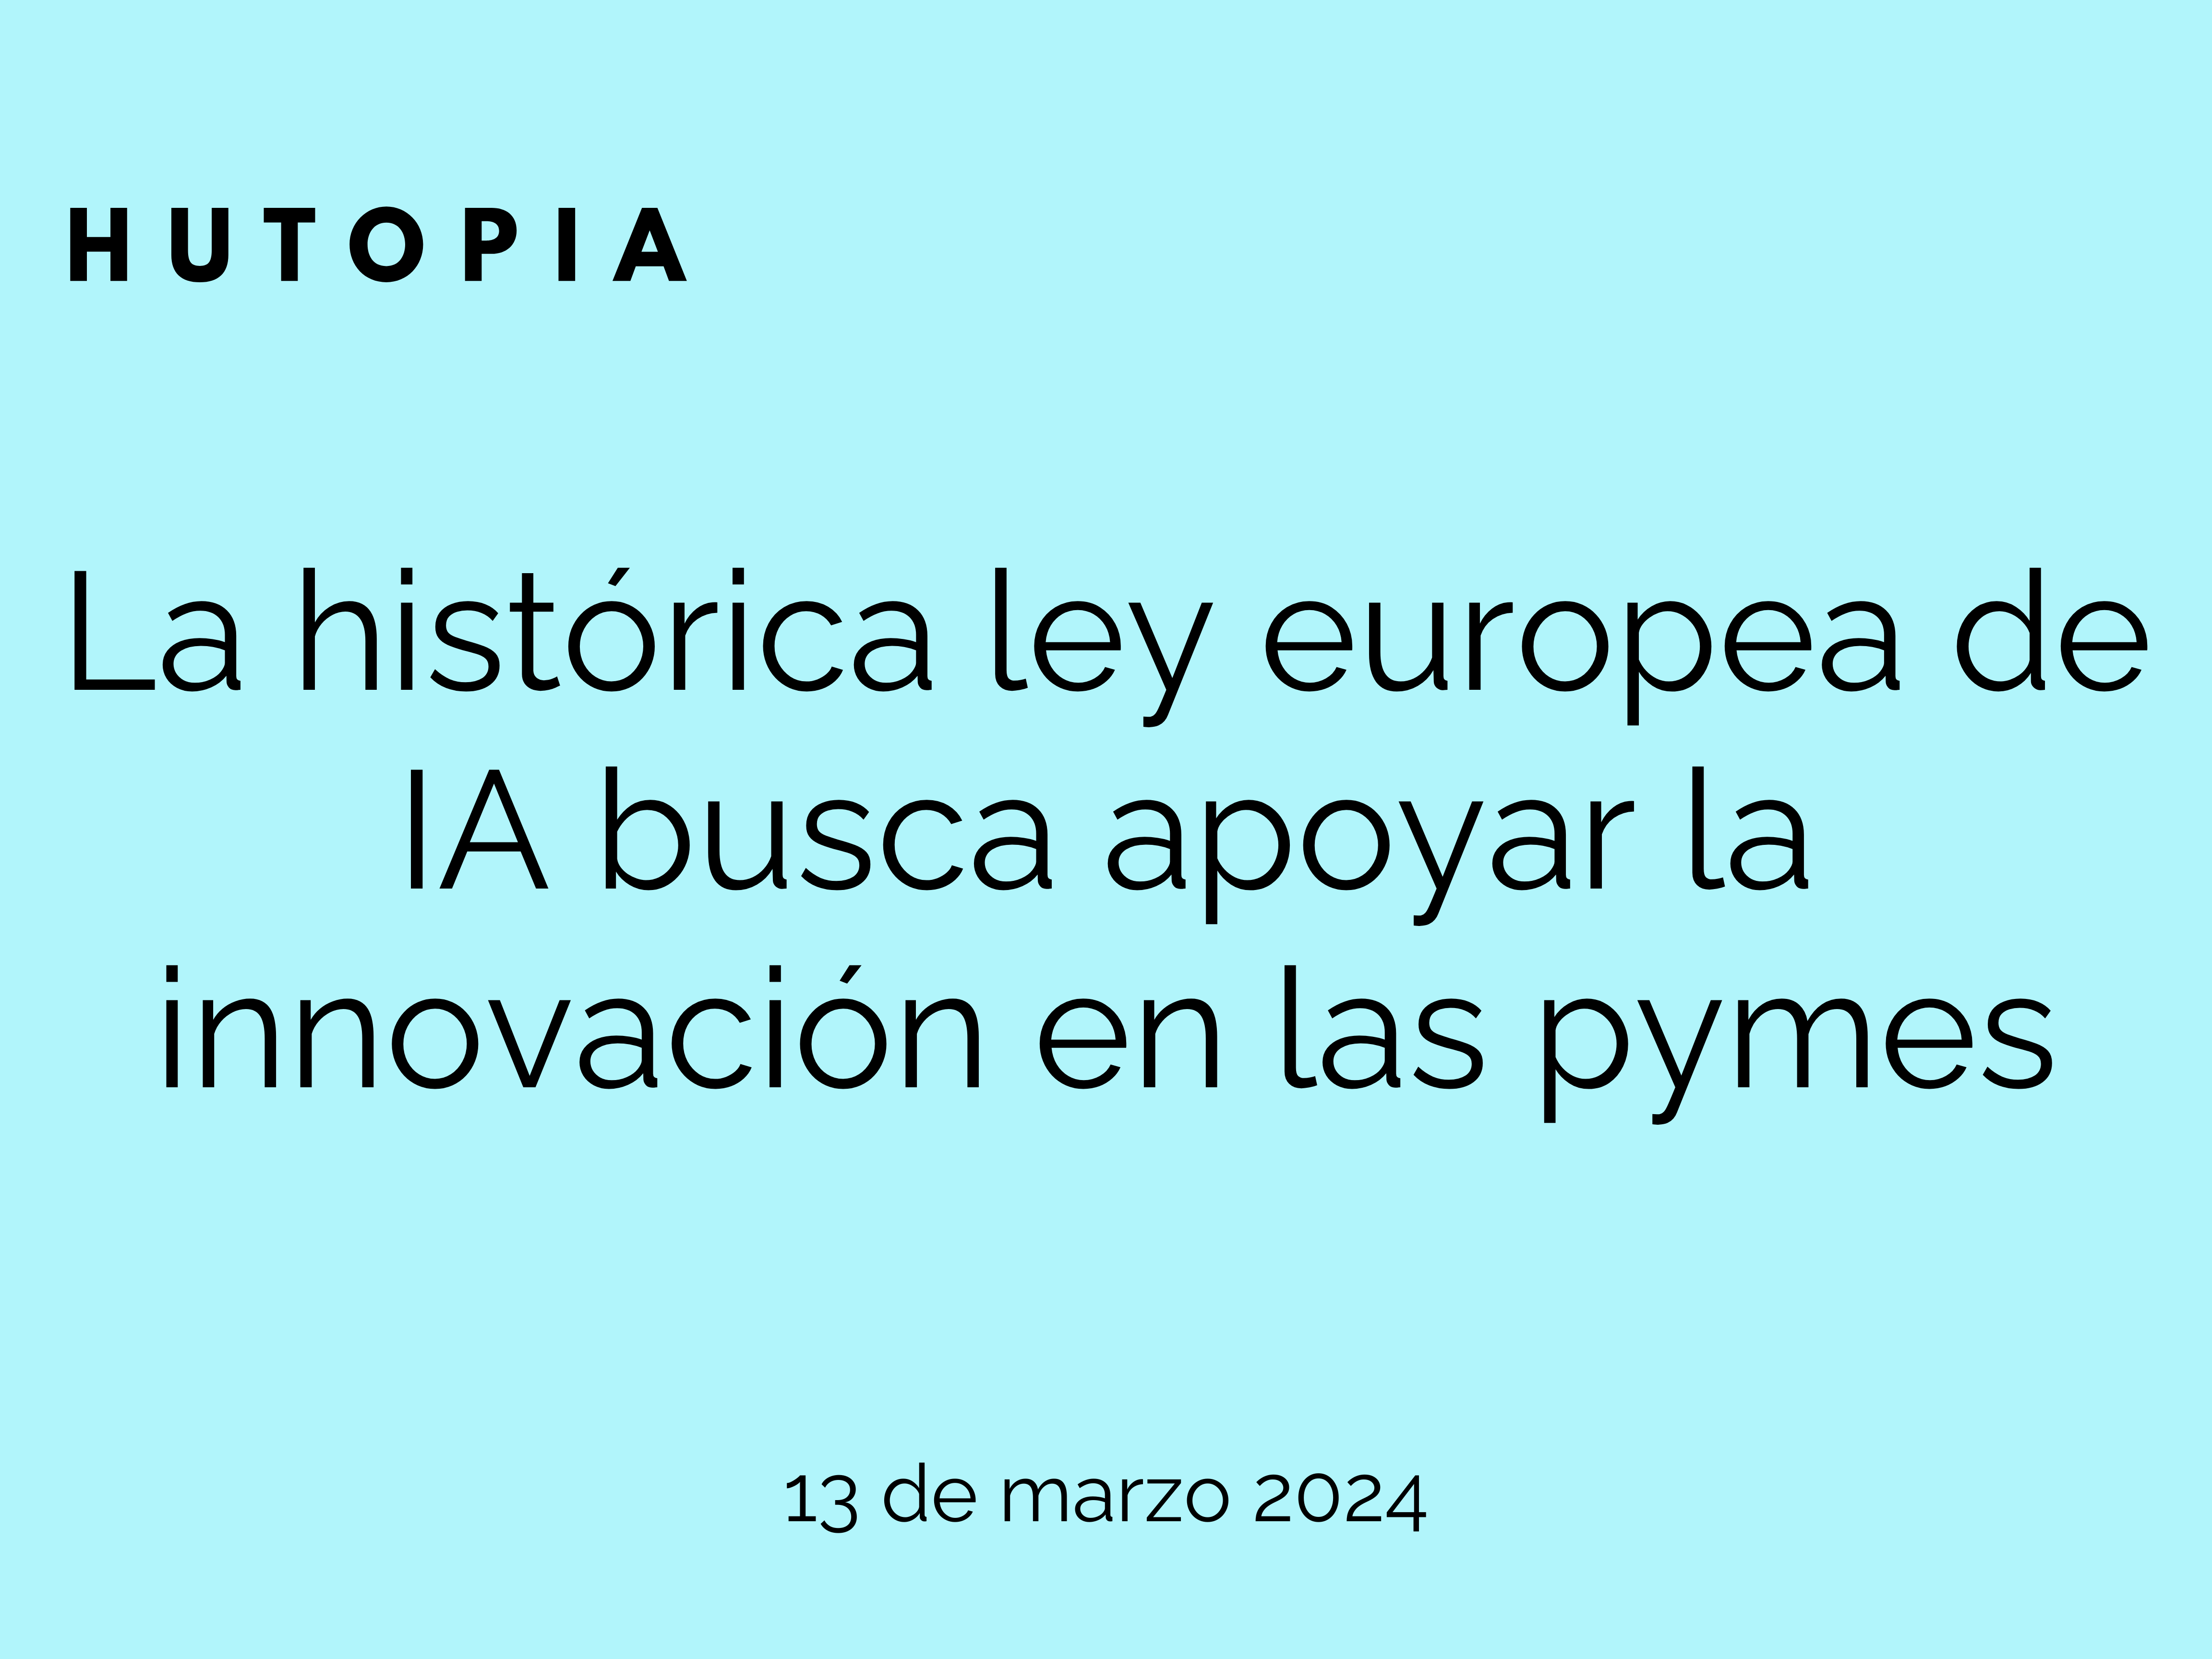 HUTOPIA
La histórica ley europea de
IA busca apoyar la
innovación en las pymes
13 de marzo 2024